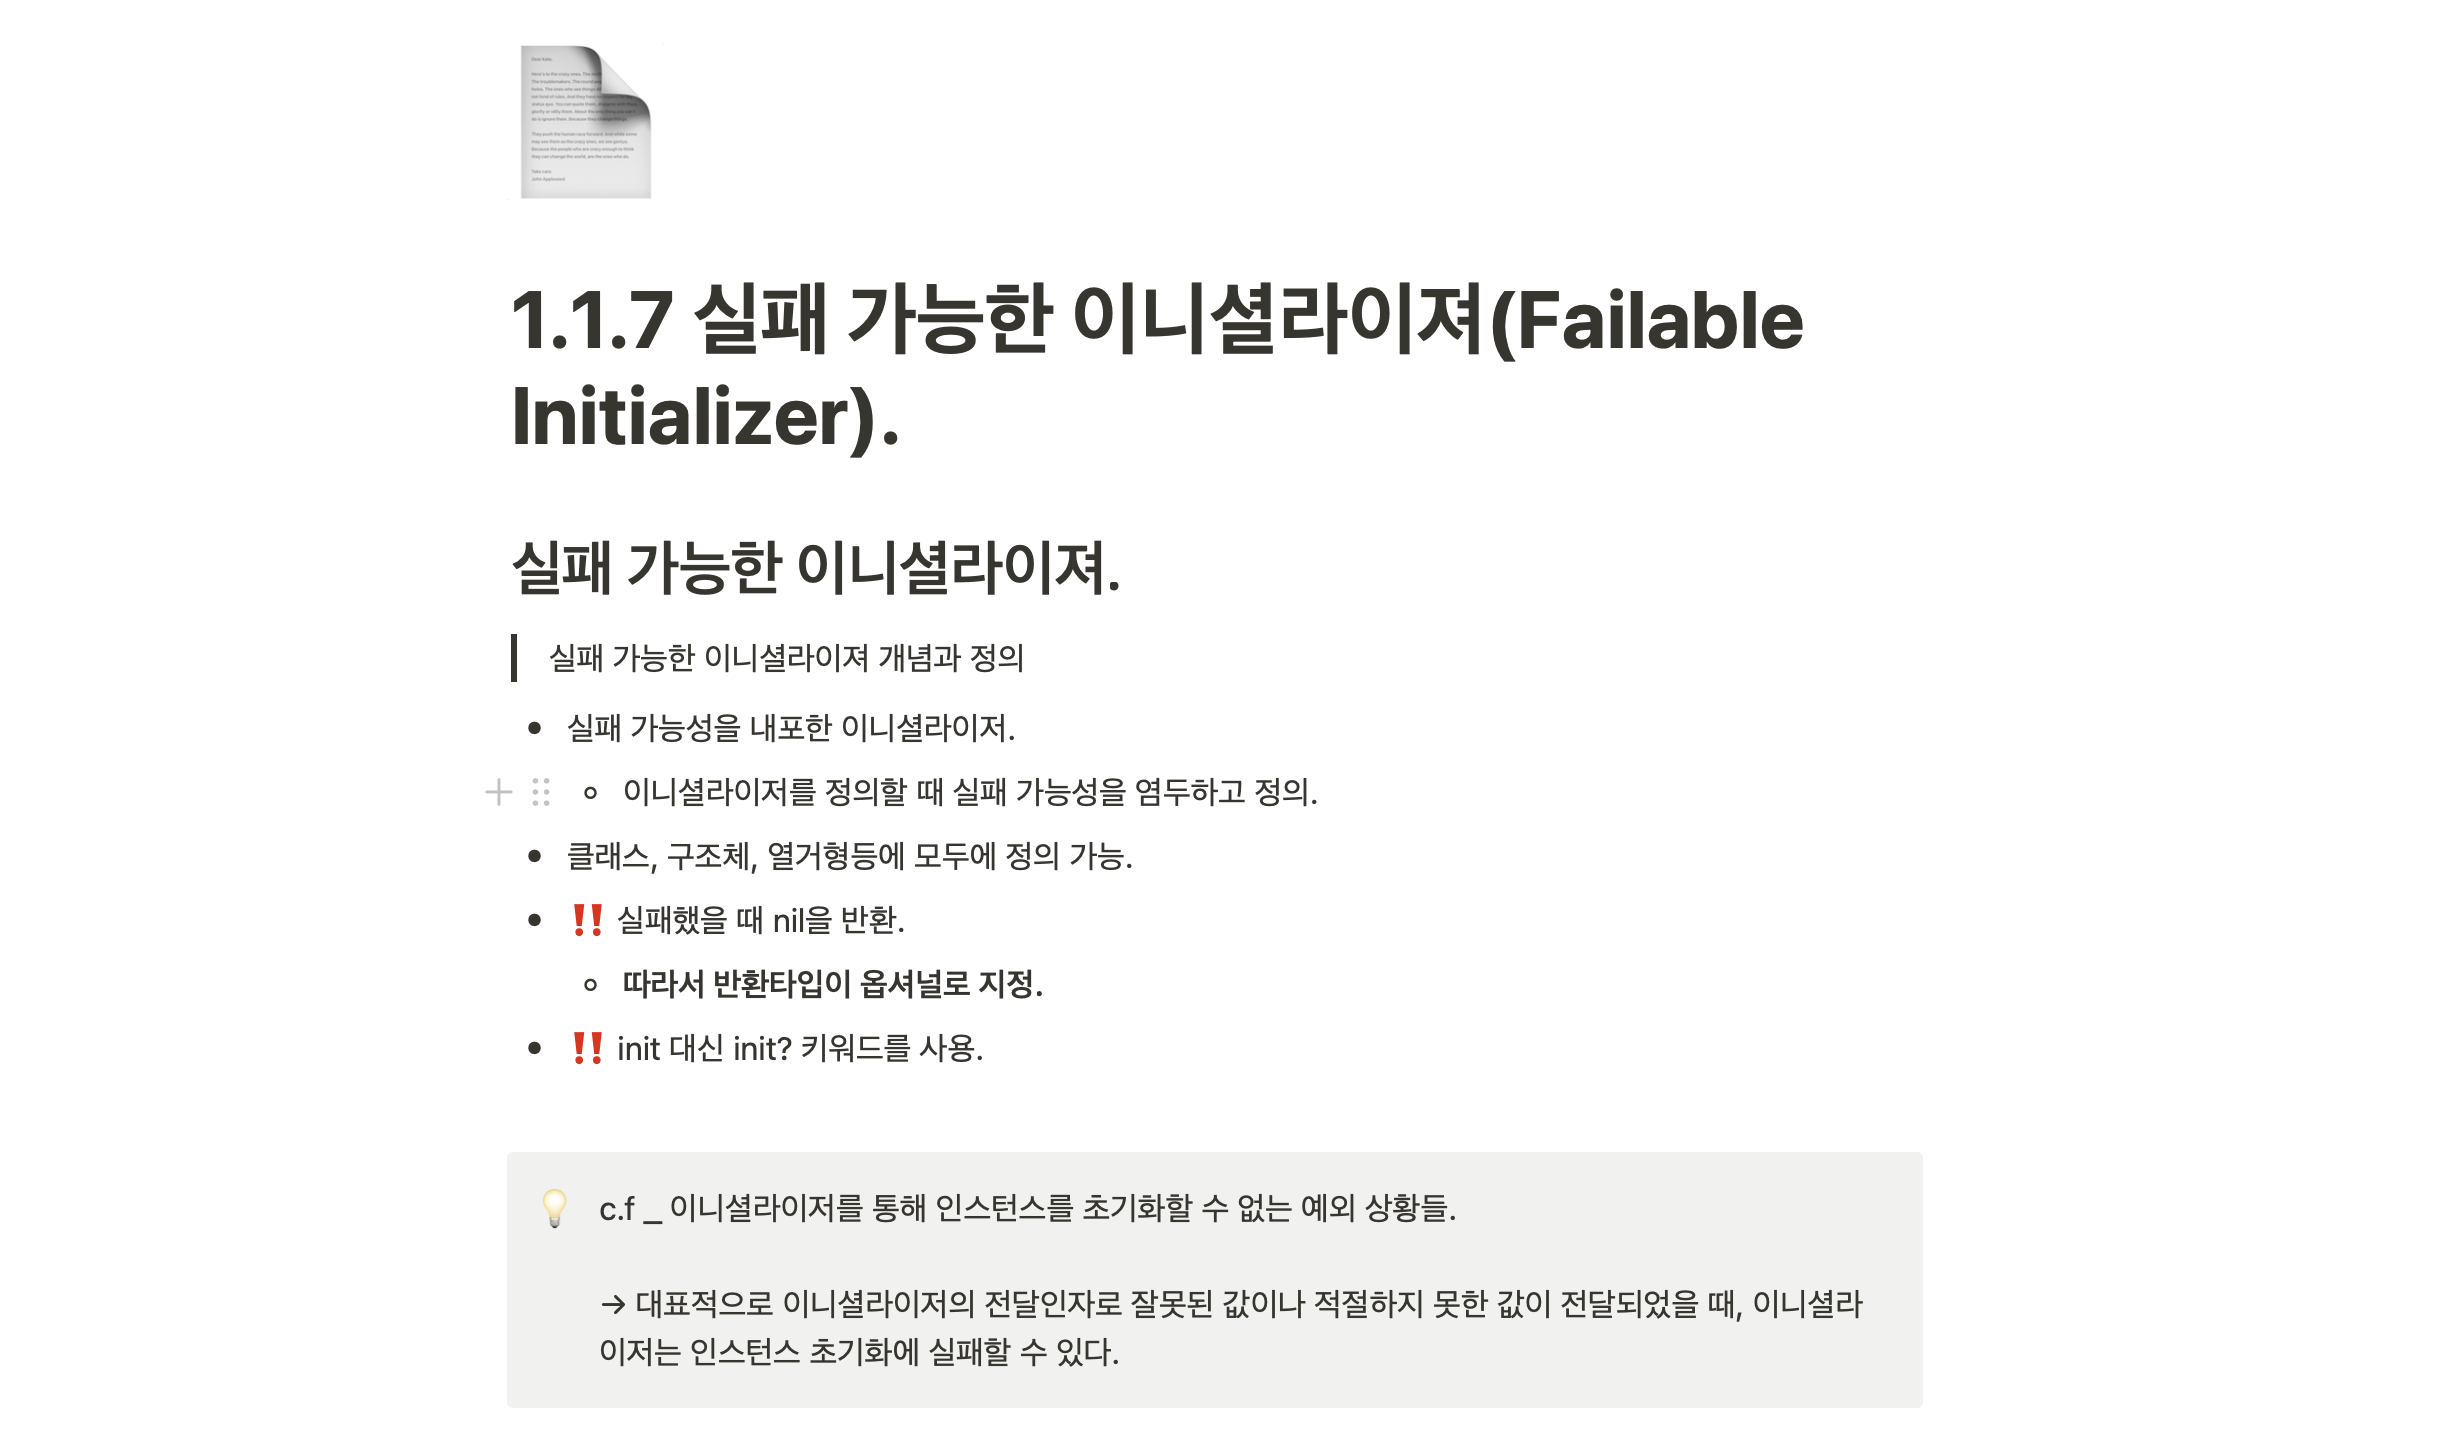 1.1.7 실패 가능한 이니셜라이져(Failable
Initializer).
실패 가능한 이니셜라이져.
실패 가능한 이니셜라이져 개념과 정의
실패 가능성을 내포한 이니셜라이저.
이니셜라이저를 정의할 때 실패 가능성을 염두하고 정의.
클래스, 구조체, 열거형등에 모두에 정의 가능.
‼️ 실패했을 때 nil을 반환.
따라서 반환타입이 옵셔널로 지정.
‼️ init 대신 init? 키워드를 사용.
c.f _ 이니셜라이저를 통해 인스턴스를 초기화할 수 없는 예외 상황들.
→ 대표적으로 이니셜라이저의 전달인자로 잘못된 값이나 적절하지 못한 값이 전달되었을 때, 이니셜라
이저는 인스턴스 초기화에 실패할 수 있다.